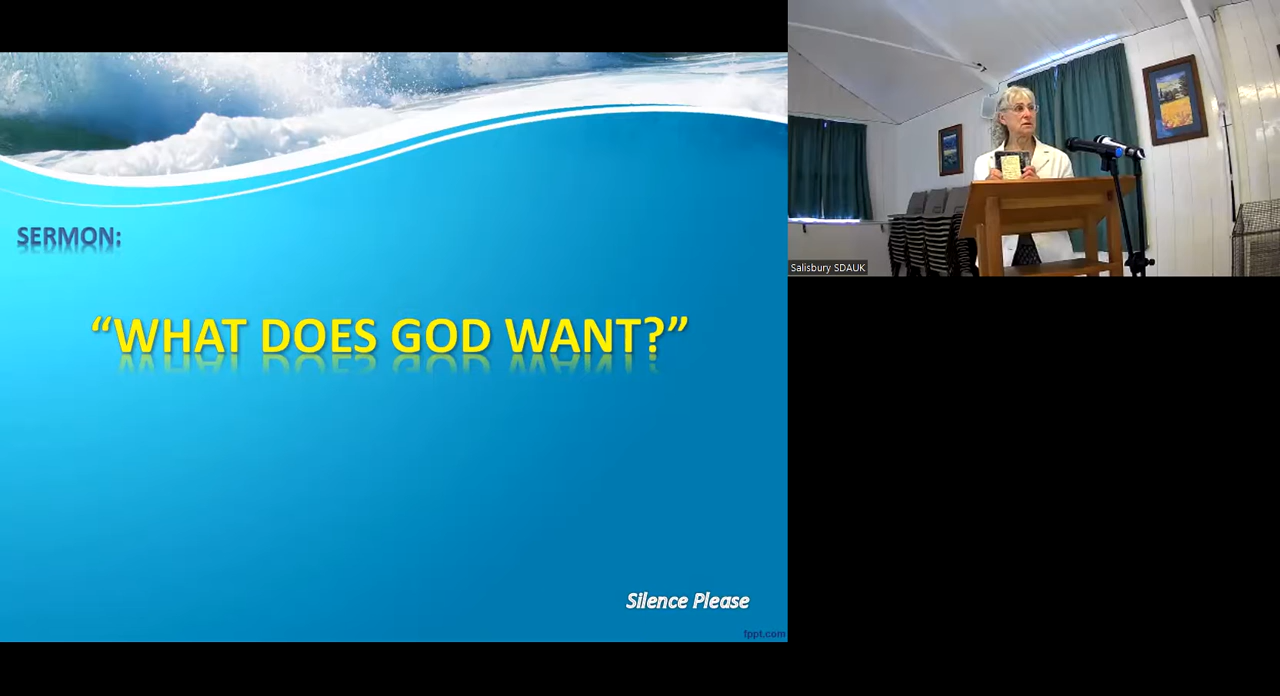 SERMON:
“WHAT DOES GOD WANT?”
Silence Please
fppt.com
Salisbury SDAUK